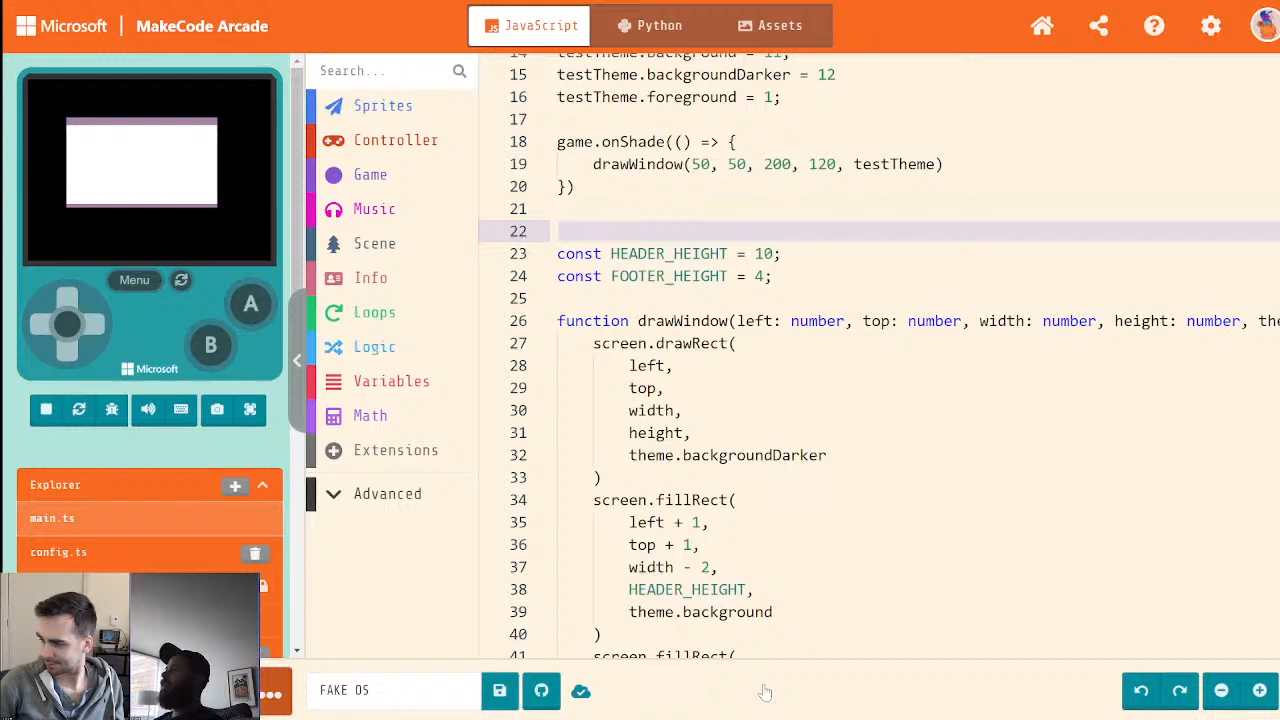 Microsoft | MakeCode Arcade
JavaScript
Python
Assets
Menu
A
B
Microsoft
Explorer
main.ts
config.ts
Search...
Sprites
Controller
Game
Music
Scene
Info
Loops
Logic
Variables
Math
Extensions
Advanced
15 testTheme.backgroundDarker = 12
16 testTheme.foreground = 1;
17
18 game.onShade(() => {
19 drawWindow(50, 50, 200, 120, testTheme)
20 })
21
22
23 const HEADER_HEIGHT = 10;
24 const FOOTER_HEIGHT = 4;
25
26 function drawWindow(left: number, top: number, width: number, height: number, the
27 screen.drawRect(
28 left,
29 top,
30 width,
31 height,
32 theme.backgroundDarker
33 )
34 screen.fillRect(
35 left + 1,
36 top + 1,
37 width - 2,
38 HEADER_HEIGHT,
39 theme.background
40 )
41 screen.fillRect(
FAKE OS